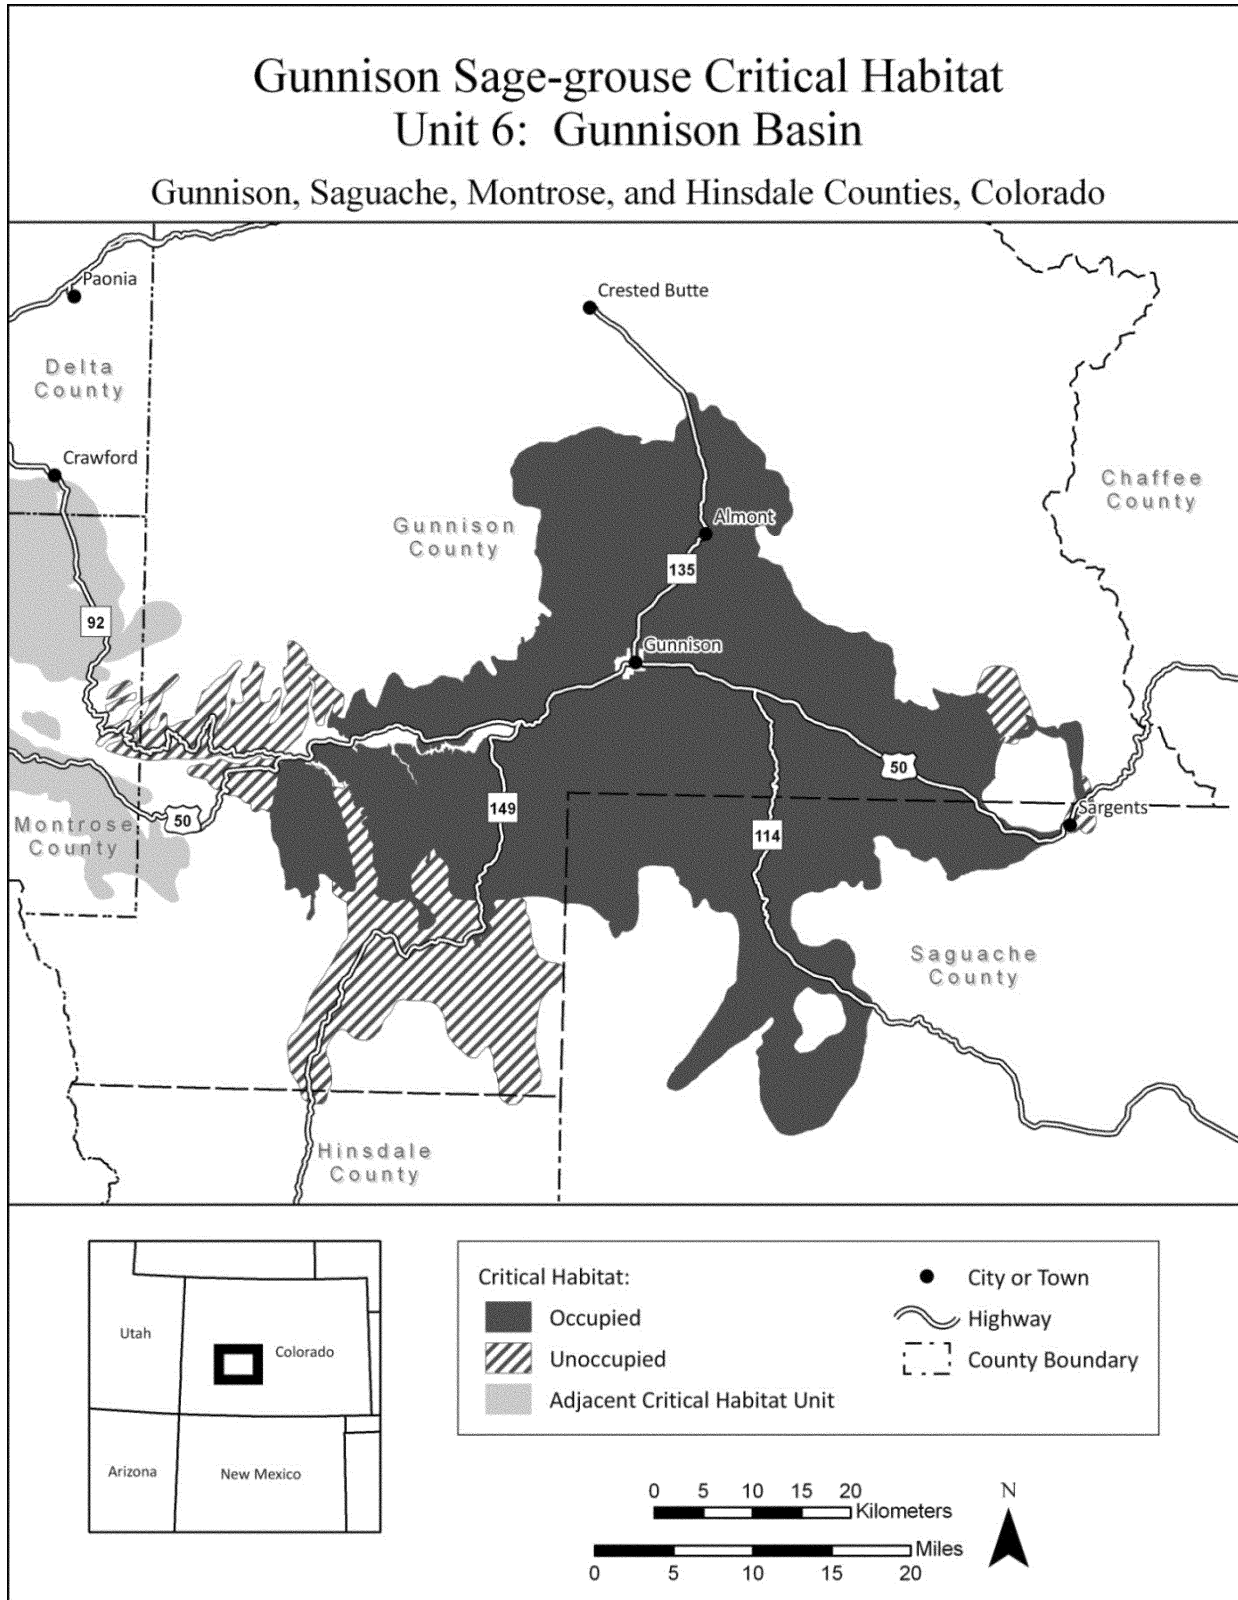 Gunnison Sage-grouse Critical Habitat
Unit 6: Gunnison Basin
Gunnison, Saguache, Montrose, and Hinsdale Counties, Colorado
Paonia
Crested Butte
Delta
County
Crawford
Chaffee
County
Gunnison
County
Almont
135
92
Gunnison
50
Sargents
149
50
Montrose
County
114
Saguache
County
Hinsdale
County
Utah
Colorado
Arizona
New Mexico
Critical Habitat:
Occupied
Unoccupied
Adjacent Critical Habitat Unit
City or Town
Highway
County Boundary
0 5 10 15 20
Kilometers
Miles
0 5 10 15 20
N